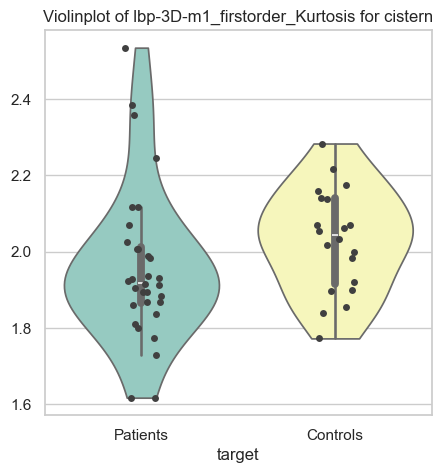 Violinplot of lbp-3D-m1_firstorder_Kurtosis for cistern
2.4
2.2
2.0
1.8
1.6
Patients
Controls
target